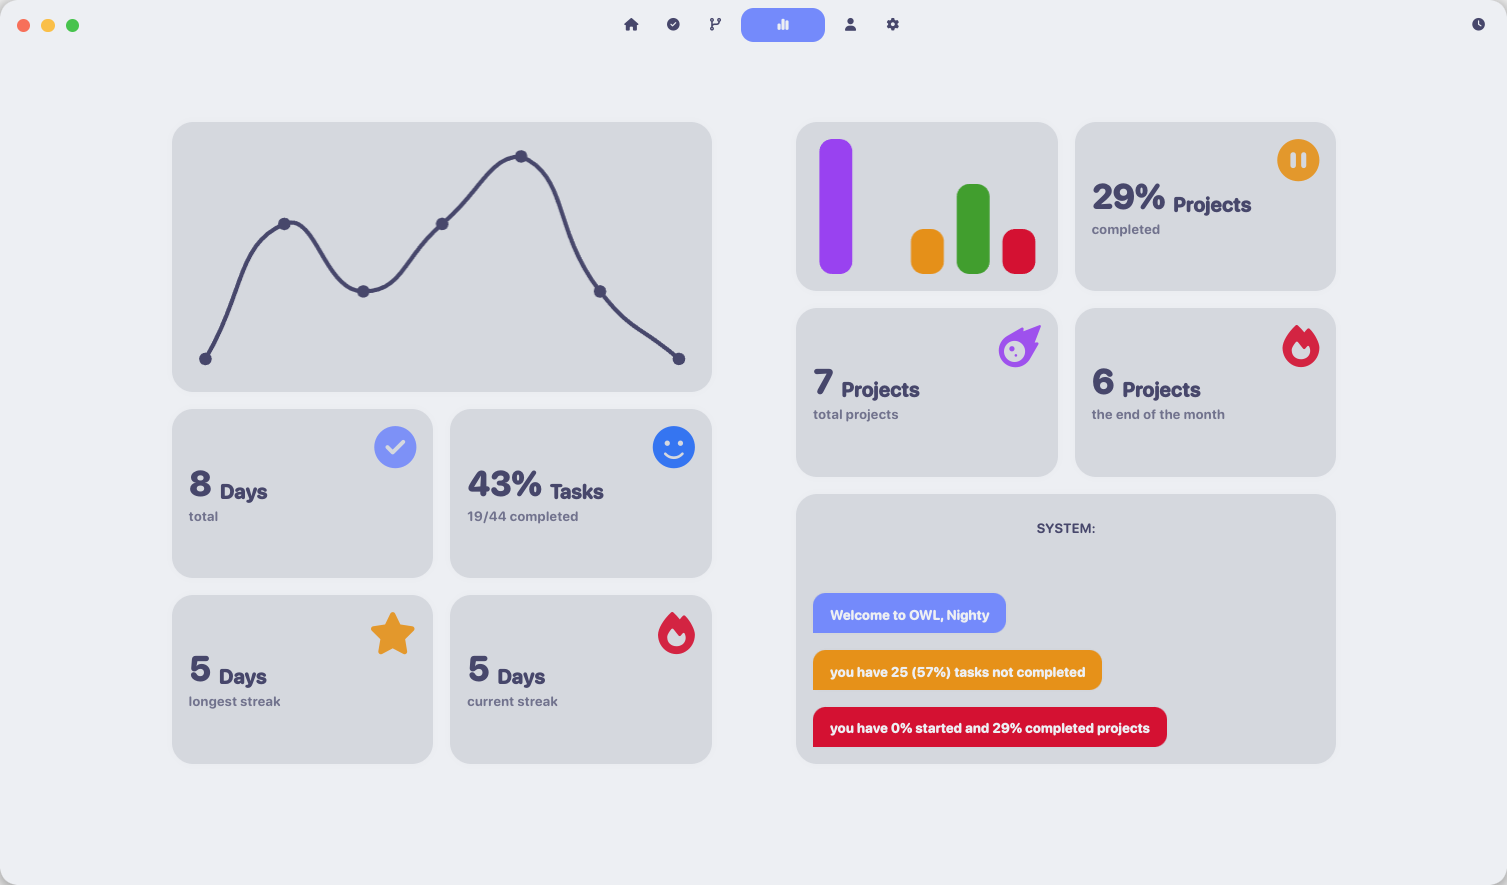 8 Days
total
43% Tasks
19/44 completed
5 Days
longest streak
5 Days
current streak
29% Projects
completed
7 Projects
total projects
6 Projects
the end of the month
SYSTEM:
Welcome to OWL, Nighty
you have 25 (57%) tasks not completed
you have 0% started and 29% completed projects